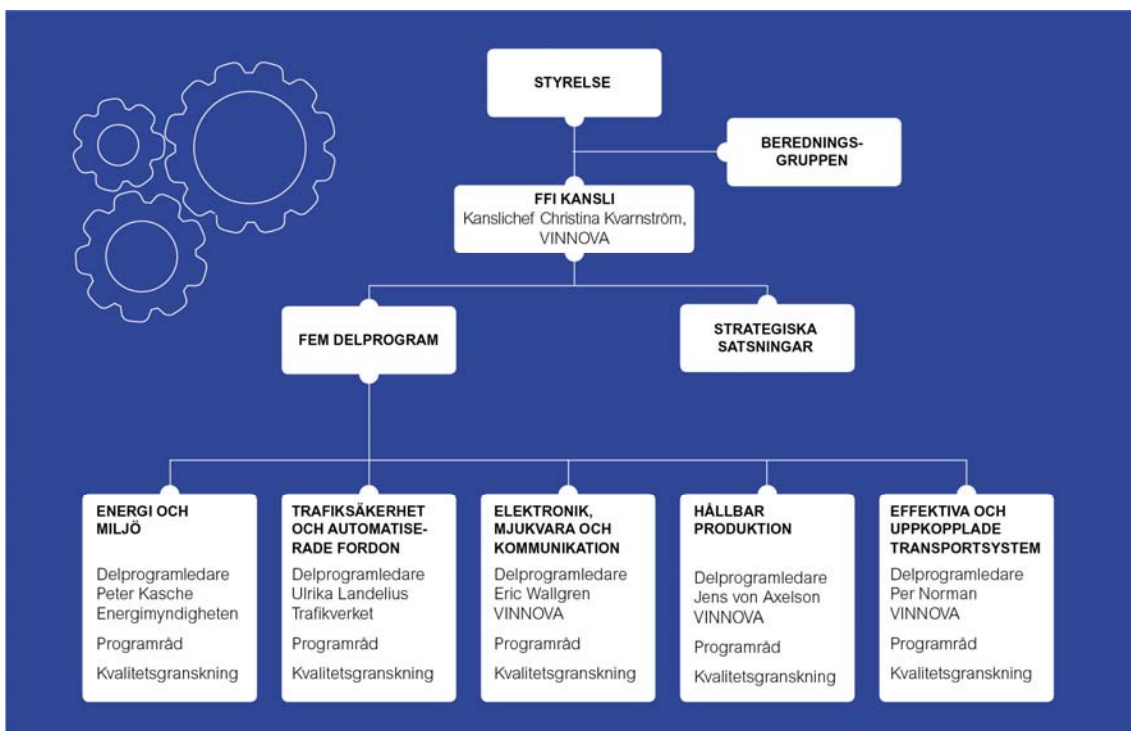 STYRELSE
BEREDNINGS-
GRUPPEN
FFI KANSLI
Kanslichef Christina Kvarnström,
VINNOVA
FEM DELPROGRAM
STRATEGISKA
SATSNINGAR
ENERGI OCH
MILJÖ
Delprogramledare
Peter Kasche
Energimyndigheten
Programråd
Kvalitetsgranskning
TRAFIKSÄKERHET
OCH AUTOMATISE-
RADE FORDON
Delprogramledare
Ulrika Landelius
Trafikverket
Programråd
Kvalitetsgranskning
ELEKTRONIK,
MJUKVARA OCH
KOMMUNIKATION
Delprogramledare
Eric Wallgren
VINNOVA
Programråd
Kvalitetsgranskning
HÅLLBAR
PRODUKTION
Delprogramledare
Jens von Axelson
VINNOVA
Programråd
Kvalitetsgranskning
EFFEKTIVA OCH
UPPKOPPLADE
TRANSPORTSYSTEM
Delprogramledare
Per Norman
VINNOVA
Programråd
Kvalitetsgranskning